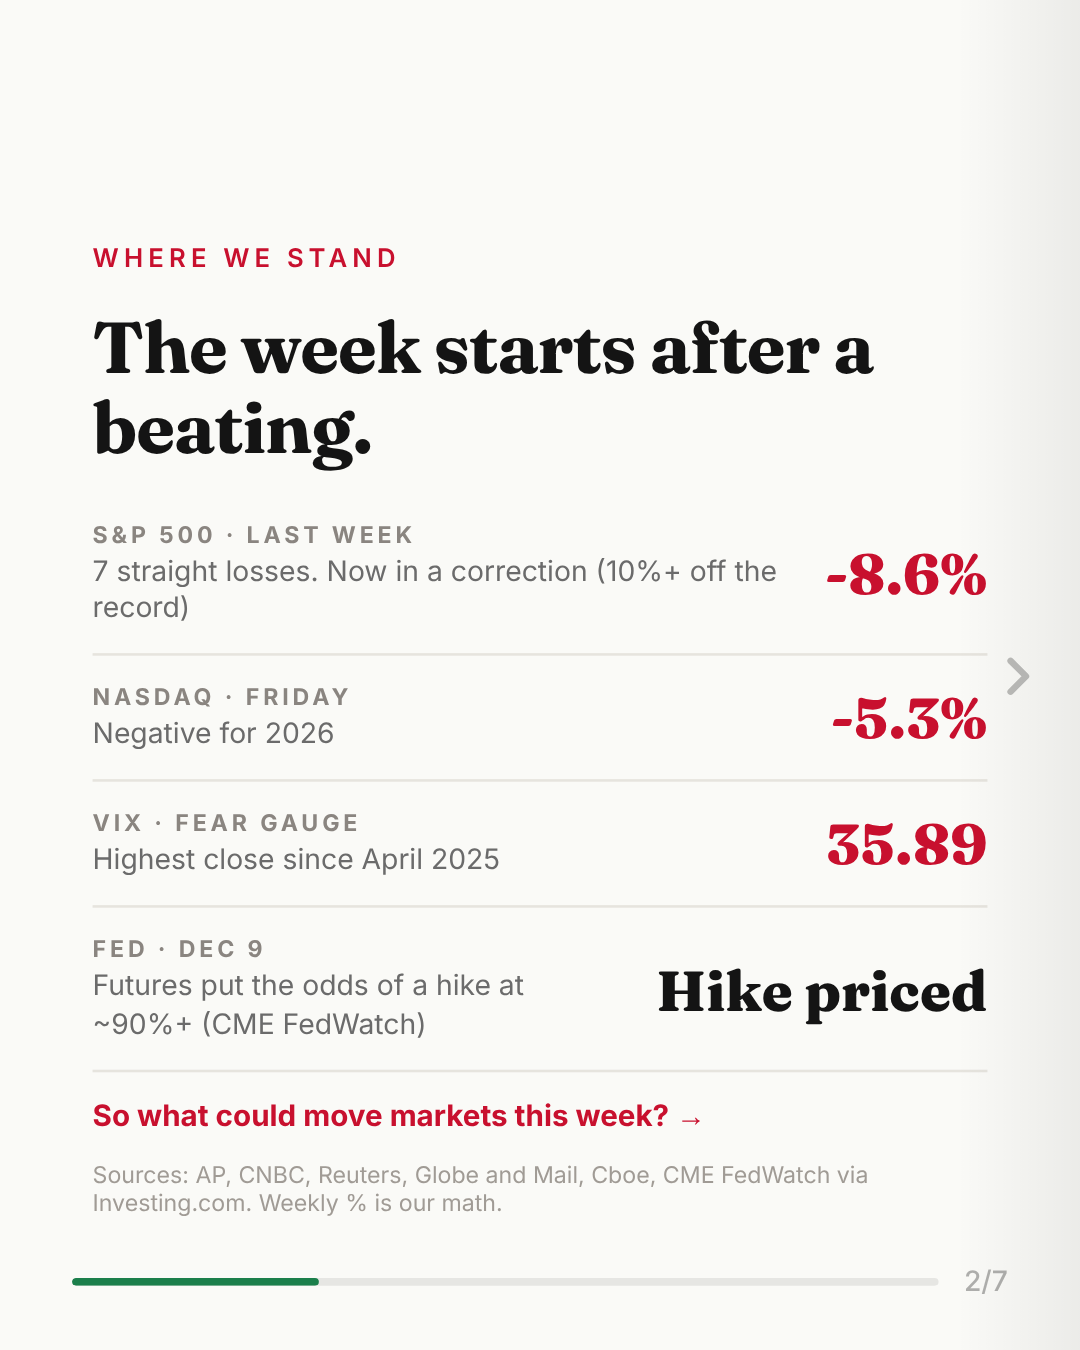 WHERE WE STAND
The week starts after a
beating.
S&P 500 · LAST WEEK
7 straight losses. Now in a correction (10%+ off the
record)
-8.6%
NASDAQ · FRIDAY
Negative for 2026
-5.3%
VIX · FEAR GAUGE
Highest close since April 2025
35.89
FED · DEC 9
Futures put the odds of a hike at
~90%+ (CME FedWatch)
Hike priced
So what could move markets this week? →
Sources: AP, CNBC, Reuters, Globe and Mail, Cboe, CME FedWatch via
Investing.com. Weekly % is our math.
2/7